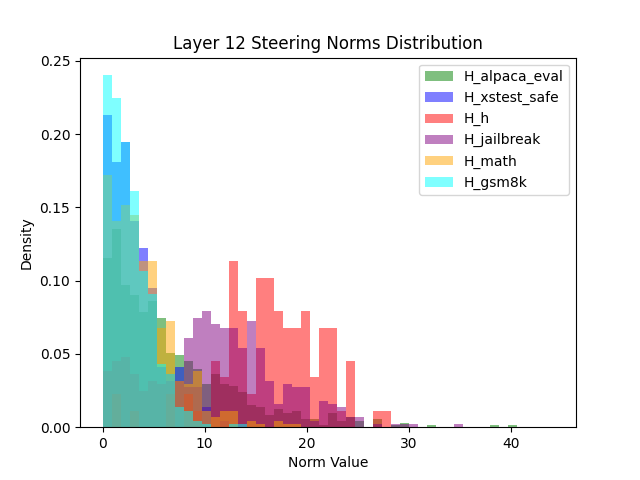 Layer 12 Steering Norms Distribution
0.25
0.20
0.15
0.10
0.05
0.00
Density
H_alpaca_eval
H_xstest_safe
H_h
H_jailbreak
H_math
H_gsm8k
0 10 20 30 40
Norm Value